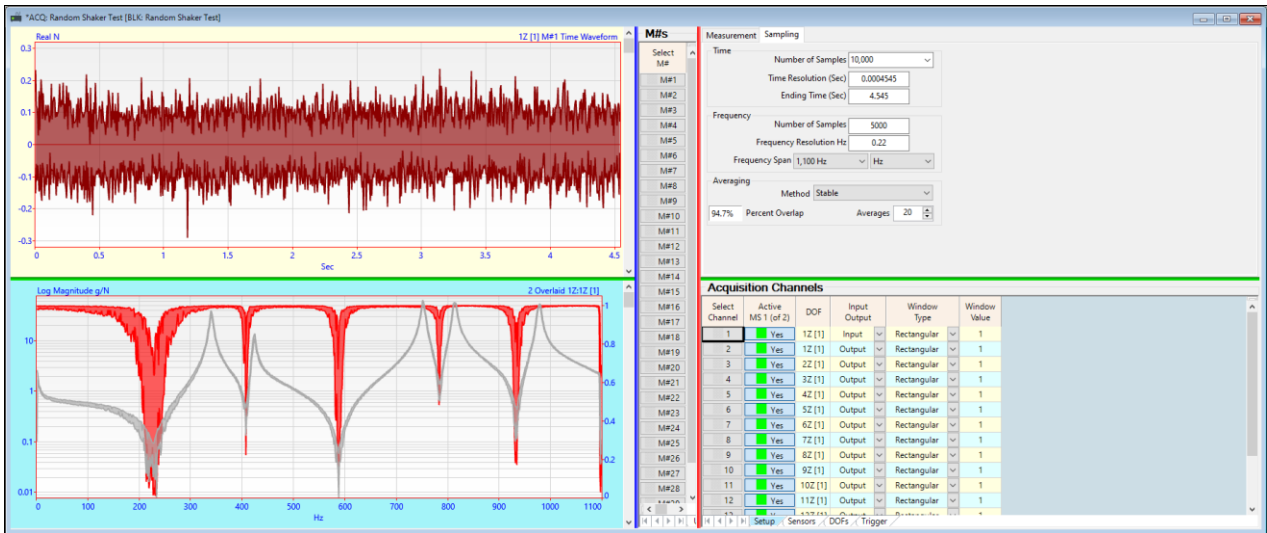 *ACQ: Random Shaker Test [BLK: Random Shaker Test]
Real N 1Z [1] M#1 Time Waveform
0.3
0.2
0.1
0
-0.1
-0.2
-0.3
0 0.5 1 1.5 2 2.5 3 3.5 4 4.5
Sec
Log Magnitude g/N 2 Overlaid 1Z:1Z [1]
10
1
0.1
0.01
1
0.8
0.6
0.4
0.2
0
0 100 200 300 400 500 600 700 800 900 1000 1100
Hz
M#s
Select
M#
M#1
M#2
M#3
M#4
M#5
M#6
M#7
M#8
M#9
M#10
M#11
M#12
M#13
M#14
M#15
M#16
M#17
M#18
M#19
M#20
M#21
M#22
M#23
M#24
M#25
M#26
M#27
M#28
Measurement Sampling
Time
Number of Samples 10,000
Time Resolution (Sec) 0.0004545
Ending Time (Sec) 4.545
Frequency
Number of Samples 5000
Frequency Resolution Hz 0.22
Frequency Span 1,100 Hz Hz
Averaging
Method Stable
94.7% Percent Overlap Averages 20
Acquisition Channels
Select Channel Active MS 1 (of 2) DOF Input Output Window Type Window Value
1 Yes 1Z [1] Input Rectangular 1
2 Yes 1Z [1] Output Rectangular 1
3 Yes 2Z [1] Output Rectangular 1
4 Yes 3Z [1] Output Rectangular 1
5 Yes 4Z [1] Output Rectangular 1
6 Yes 5Z [1] Output Rectangular 1
7 Yes 6Z [1] Output Rectangular 1
8 Yes 7Z [1] Output Rectangular 1
9 Yes 8Z [1] Output Rectangular 1
10 Yes 9Z [1] Output Rectangular 1
11 Yes 10Z [1] Output Rectangular 1
12 Yes 11Z [1] Output Rectangular 1
Setup Sensors DOFs Trigger